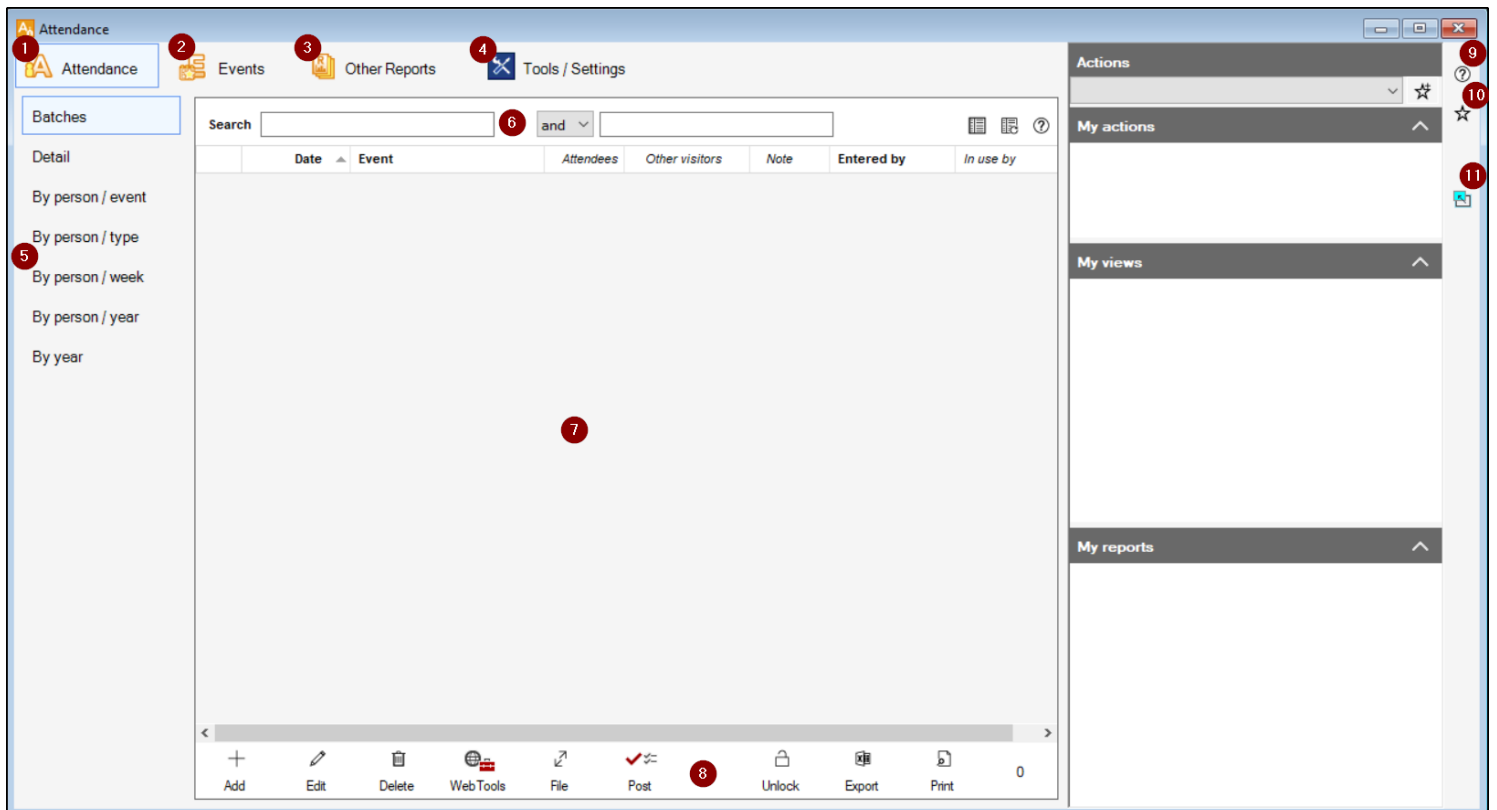 Attendance
1 2 3 4
Attendance Events Other Reports Tools / Settings
Batches
Detail
By person / event
By person / type
5
By person / week
By person / year
By year
Search 6 and
Date Event Attendees Other visitors Note Entered by In use by
7
Add Edit Delete WebTools File Post 8 Unlock Export Print 0
Actions
My actions
My views
My reports
9
10
11